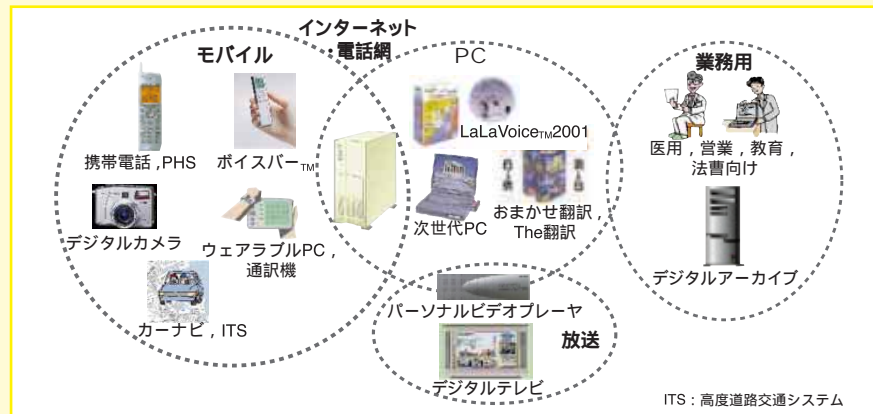 インターネット
・電話網
モバイル
PC
業務用
LaLaVoiceTM2001
携帯電話 , PHS
ボイスバーTM
医用 , 営業 , 教育 ,
法曹向け
次世代PC
おまかせ翻訳 ,
The翻訳
デジタルカメラ
ウェアラブルPC ,
通訳機
デジタルアーカイブ
カーナビ , ITS
パーソナルビデオプレーヤ
放送
デジタルテレビ
ITS : 高度道路交通システム